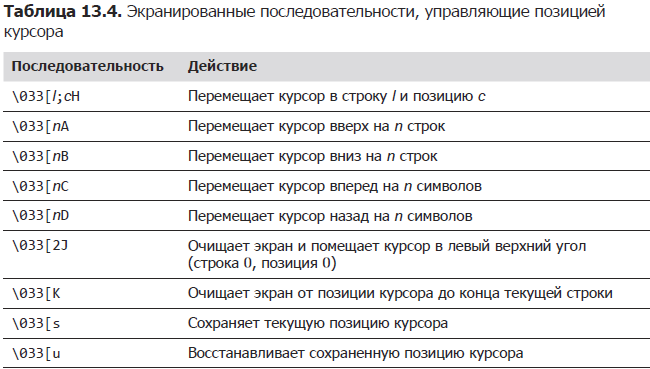 Таблица 13.4. Экранированные последовательности, управляющие позицией
курсора
Последовательность Действие
\033[l;cH Перемещает курсор в строку l и позицию c
\033[nA Перемещает курсор вверх на n строк
\033[nB Перемещает курсор вниз на n строк
\033[nC Перемещает курсор вперед на n символов
\033[nD Перемещает курсор назад на n символов
\033[2J Очищает экран и помещает курсор в левый верхний угол
(строка 0, позиция 0)
\033[K Очищает экран от позиции курсора до конца текущей строки
\033[s Сохраняет текущую позицию курсора
\033[u Восстанавливает сохраненную позицию курсора